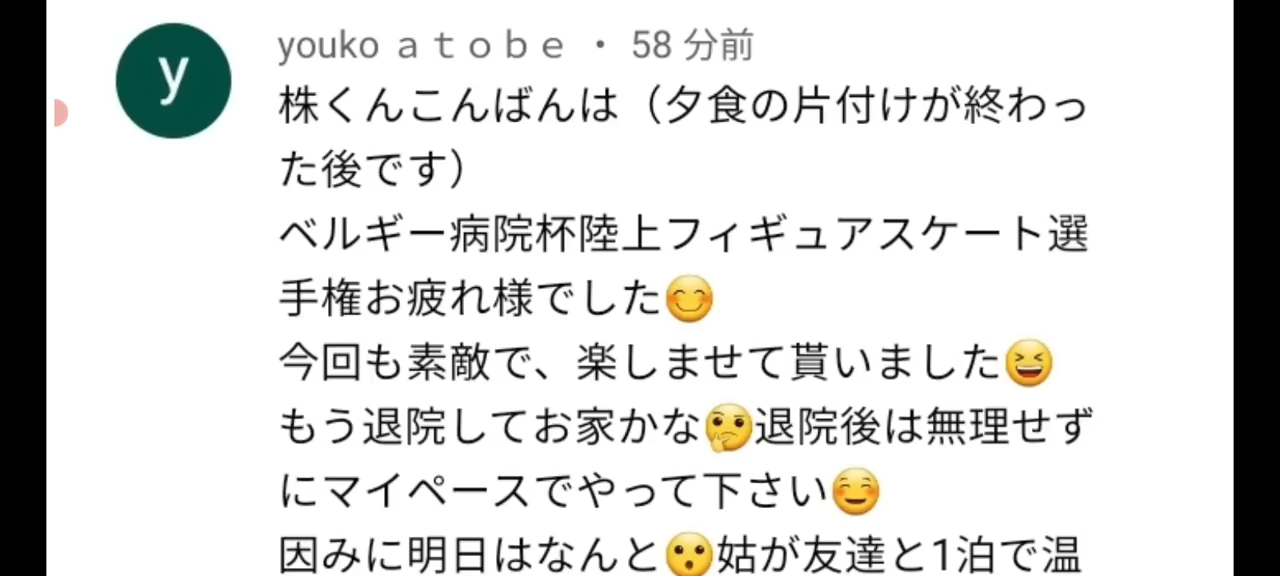 y
youko ａｔｏｂｅ ・ 58 分前
株くんこんばんは（夕食の片付けが終わっ
た後です）
ベルギー病院杯陸上フィギュアスケート選
手権お疲れ様でした😊
今回も素敵で、楽しませて貰いました😆
もう退院してお家かな🤔退院後は無理せず
にマイペースでやって下さい☺️
因みに明日はなんと😮姑が友達と1泊で温